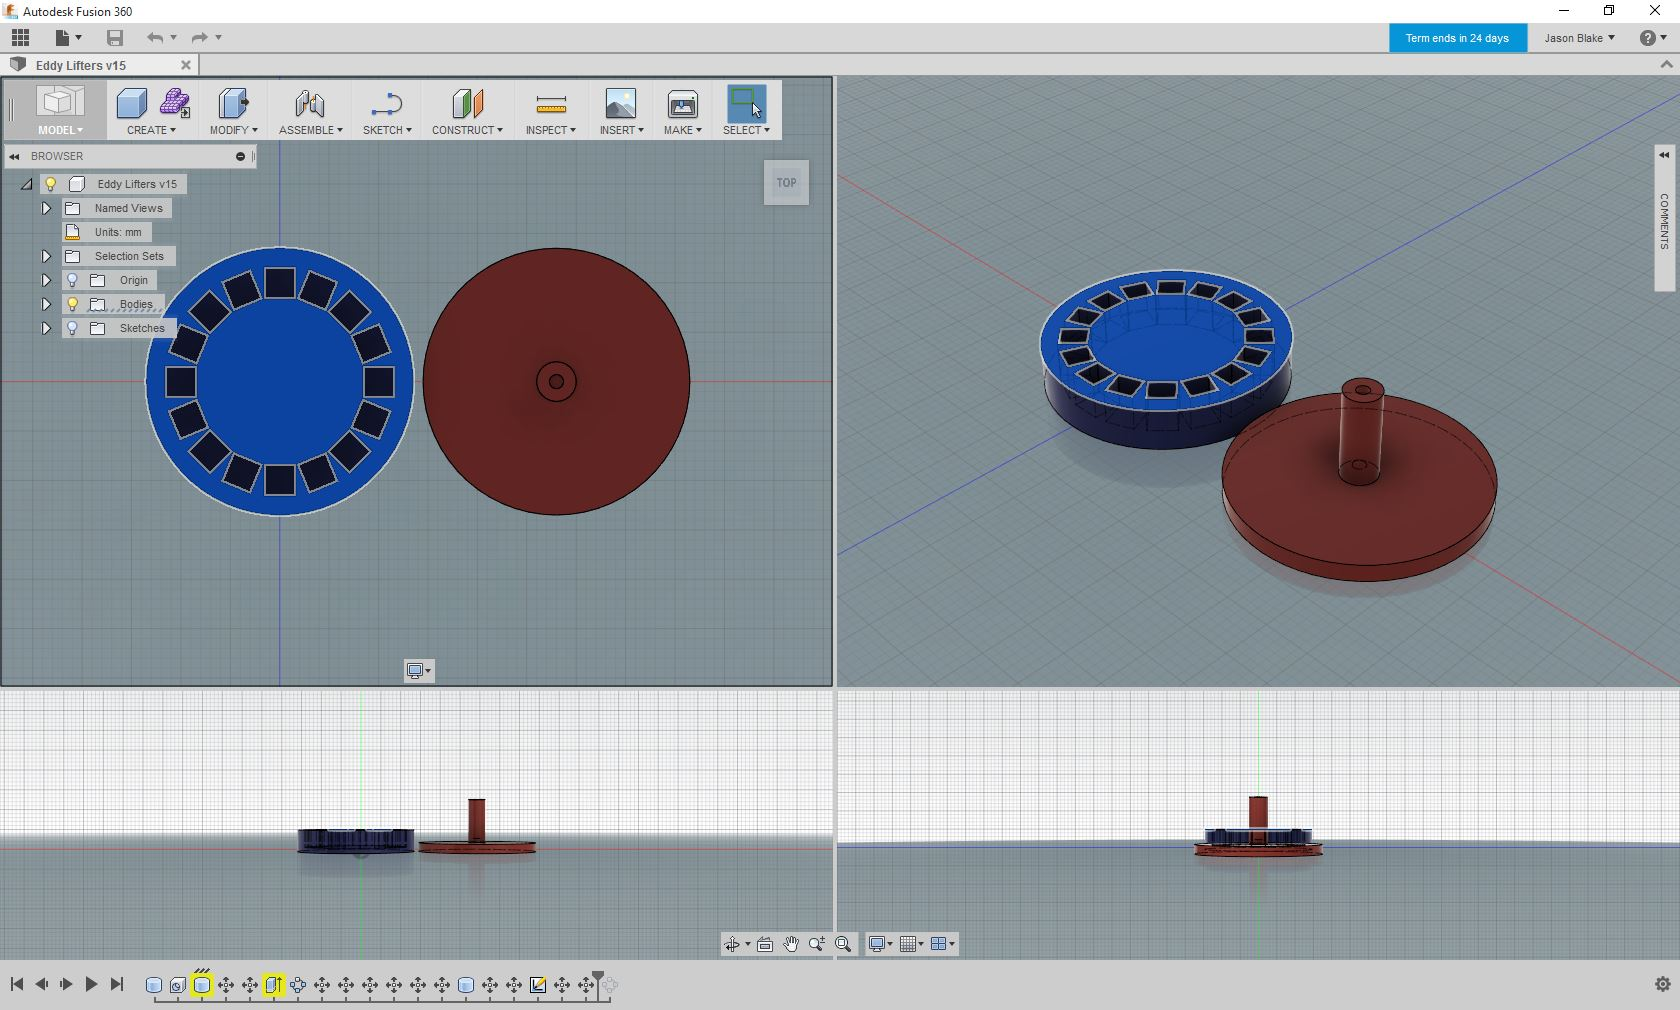 Autodesk Fusion 360
Term ends in 24 days
Jason Blake
Eddy Lifters v15
MODEL
CREATE
MODIFY
ASSEMBLE
SKETCH
CONSTRUCT
INSPECT
INSERT
MAKE
SELECT
BROWSER
TOP
Eddy Lifters v15
Named Views
Units: mm
Selection Sets
Origin
Bodies
Sketches
COMMENTS